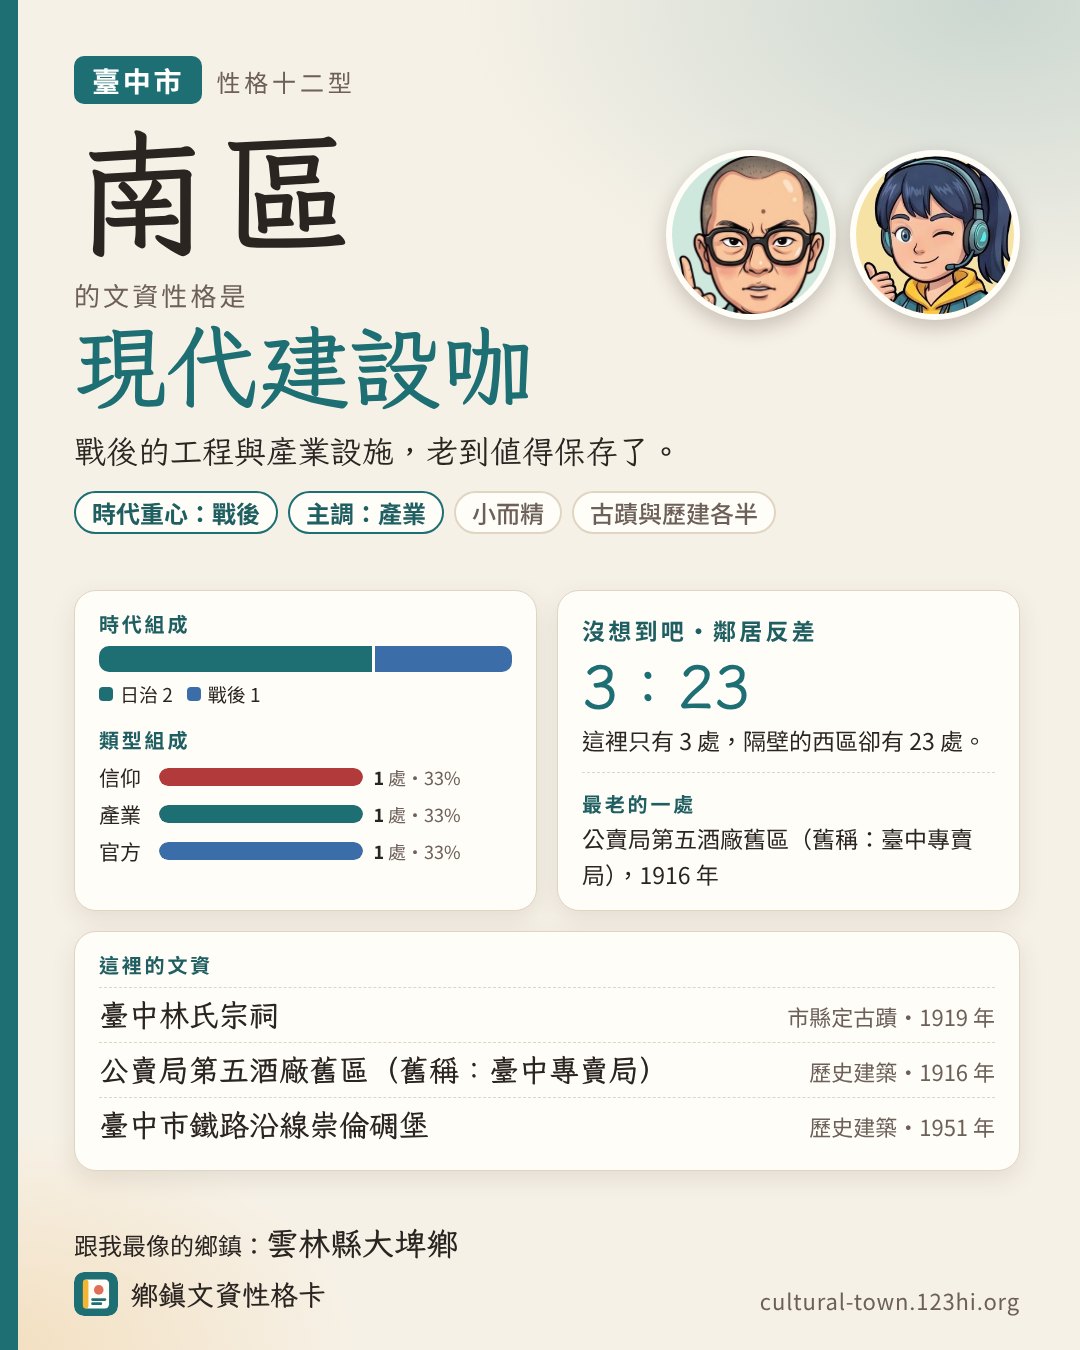 臺中市 性格十二型
南區
的文資性格是
現代建設咖
戰後的工程與產業設施，老到值得保存了。
時代重心：戰後 主調：產業 小而精 古蹟與歷建各半
時代組成
日治 2 戰後 1
類型組成
信仰 1 處・33%
產業 1 處・33%
官方 1 處・33%
沒想到吧・鄰居反差
3：23
這裡只有 3 處，隔壁的西區卻有 23 處。
最老的一處
公賣局第五酒廠舊區（舊稱：臺中專賣
局），1916 年
這裡的文資
臺中林氏宗祠 市縣定古蹟・1919 年
公賣局第五酒廠舊區（舊稱：臺中專賣局） 歷史建築・1916 年
臺中市鐵路沿線崇倫碉堡 歷史建築・1951 年
跟我最像的鄉鎮：雲林縣大埤鄉
鄉鎮文資性格卡
cultural-town.123hi.org